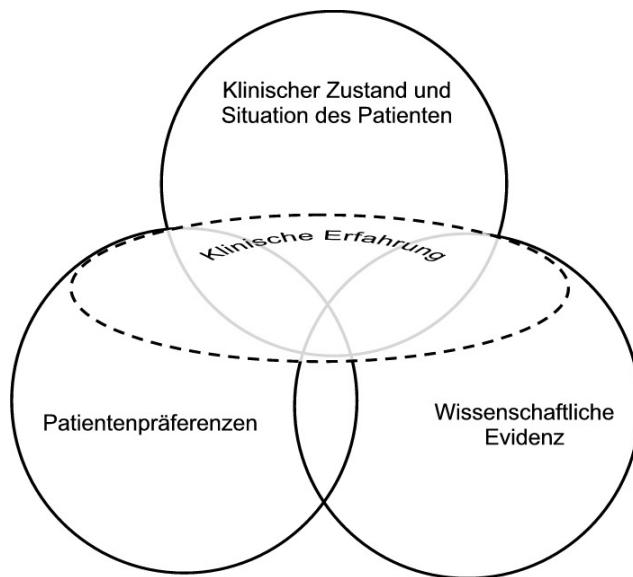 Klinischer Zustand und
Situation des Patienten
Klinische Erfahrung
Patientenpräferenzen
Wissenschaftliche
Evidenz